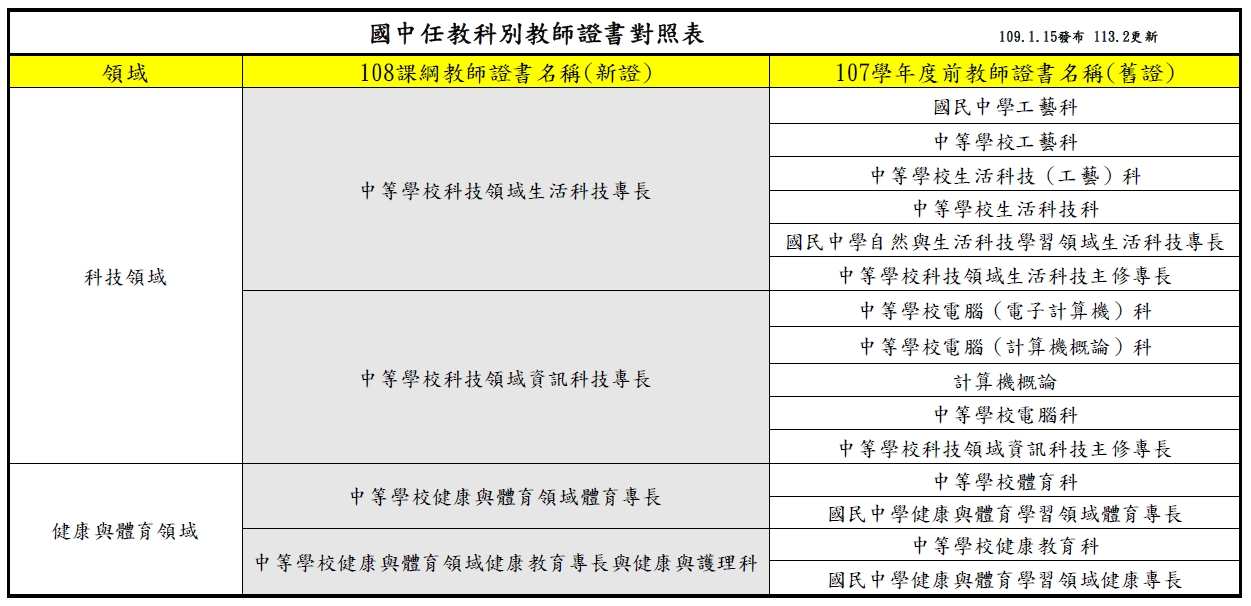 國中任教科別教師證書對照表 109.1.15發布 113.2更新
領域 108課綱教師證書名稱(新證) 107學年度前教師證書名稱(舊證)
科技領域
中等學校科技領域生活科技專長
國民中學工藝科
中等學校工藝科
中等學校生活科技（工藝）科
中等學校生活科技科
國民中學自然與生活科技學習領域生活科技專長
中等學校科技領域生活科技主修專長
中等學校科技領域資訊科技專長
中等學校電腦（電子計算機）科
中等學校電腦（計算機概論）科
計算機概論
中等學校電腦科
中等學校科技領域資訊科技主修專長
健康與體育領域
中等學校健康與體育領域體育專長
中等學校體育科
國民中學健康與體育學習領域體育專長
中等學校健康與體育領域健康教育專長與健康與護理科
中等學校健康教育科
國民中學健康與體育學習領域健康專長